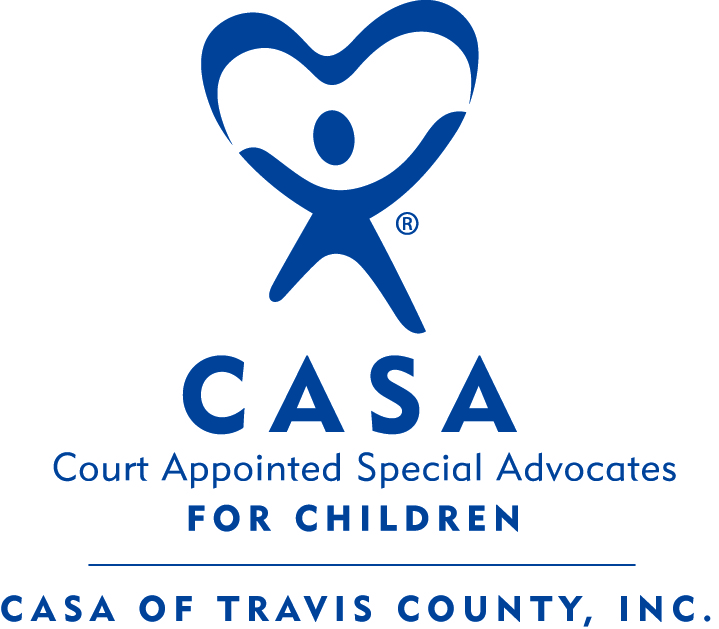 ®
CASA
Court Appointed Special Advocates
FOR CHILDREN
CASA OF TRAVIS COUNTY, INC.